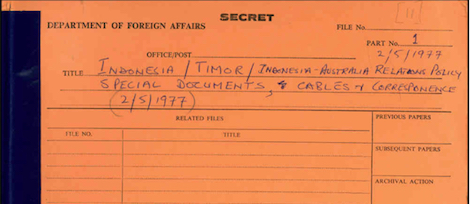 SECRET
[11]
DEPARTMENT OF FOREIGN AFFAIRS
FILE No.
PART No. 1
2/5/1977
OFFICE/POST
TITLE INDONESIA / TIMOR / INDONESIA-AUSTRALIA RELATIONS POLICY
SPECIAL DOCUMENTS, & CABLES & CORRESPONENCE
(2/5/1977)
RELATED FILES
PREVIOUS PAPERS
FILE NO.
TITLE
SUBSEQUENT PAPERS
ARCHIVAL ACTION